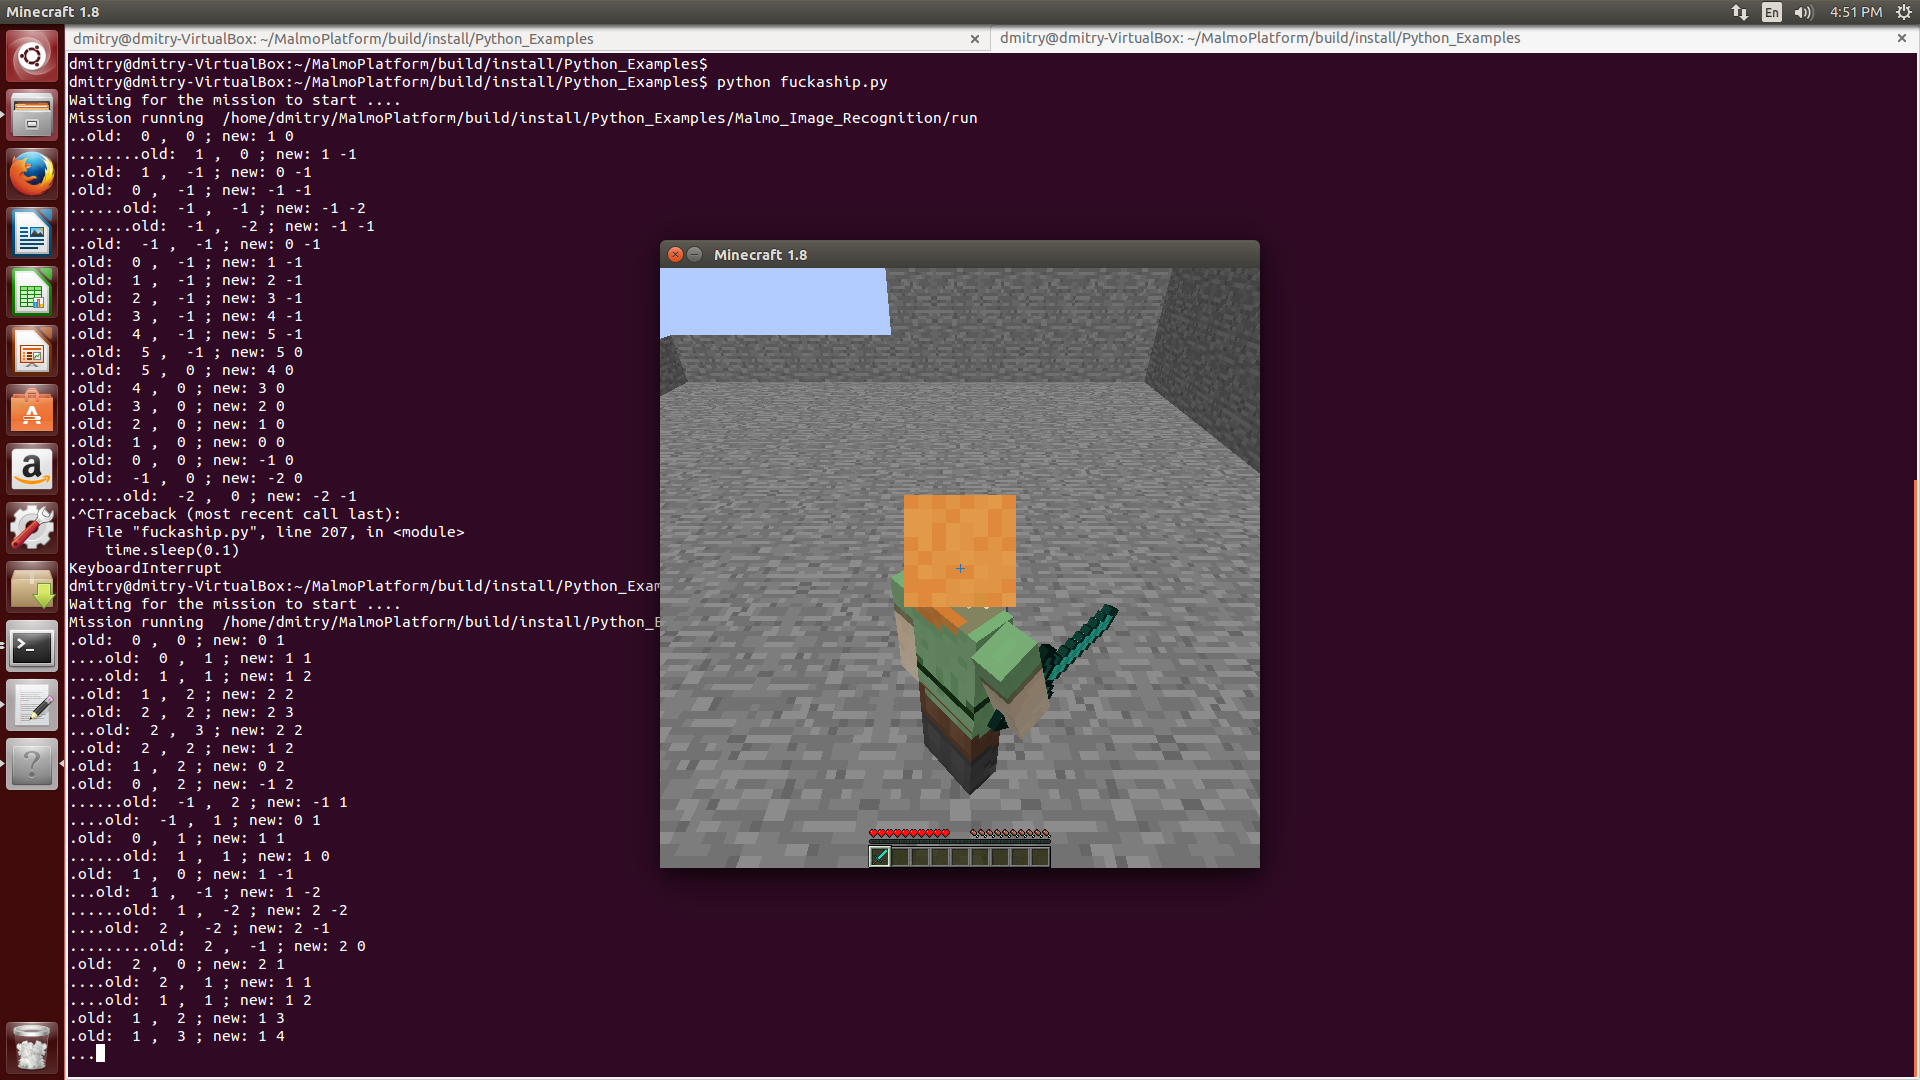 Minecraft 1.8
En
4:51 PM
dmitry@dmitry-VirtualBox: ~/MalmoPlatform/build/install/Python_Examples
dmitry@dmitry-VirtualBox: ~/MalmoPlatform/build/install/Python_Examples
dmitry@dmitry-VirtualBox:~/MalmoPlatform/build/install/Python_Examples$
dmitry@dmitry-VirtualBox:~/MalmoPlatform/build/install/Python_Examples$ python fuckaship.py
Waiting for the mission to start ....
Mission running  /home/dmitry/MalmoPlatform/build/install/Python_Examples/Malmo_Image_Recognition/run
..old:  0 ,  0 ; new: 1 0
........old:  1 ,  0 ; new: 1 -1
..old:  1 ,  -1 ; new: 0 -1
.old:  0 ,  -1 ; new: -1 -1
......old:  -1 ,  -1 ; new: -1 -2
.......old:  -1 ,  -2 ; new: -1 -1
..old:  -1 ,  -1 ; new: 0 -1
.old:  0 ,  -1 ; new: 1 -1
.old:  1 ,  -1 ; new: 2 -1
.old:  2 ,  -1 ; new: 3 -1
.old:  3 ,  -1 ; new: 4 -1
.old:  4 ,  -1 ; new: 5 -1
..old:  5 ,  -1 ; new: 5 0
..old:  5 ,  0 ; new: 4 0
.old:  4 ,  0 ; new: 3 0
.old:  3 ,  0 ; new: 2 0
.old:  2 ,  0 ; new: 1 0
.old:  1 ,  0 ; new: 0 0
.old:  0 ,  0 ; new: -1 0
.old:  -1 ,  0 ; new: -2 0
......old:  -2 ,  0 ; new: -2 -1
.^CTraceback (most recent call last):
  File "fuckaship.py", line 207, in <module>
    time.sleep(0.1)
KeyboardInterrupt
dmitry@dmitry-VirtualBox:~/MalmoPlatform/build/install/Python_Exam
Waiting for the mission to start ....
Mission running  /home/dmitry/MalmoPlatform/build/install/Python_E
.old:  0 ,  0 ; new: 0 1
....old:  0 ,  1 ; new: 1 1
....old:  1 ,  1 ; new: 1 2
..old:  1 ,  2 ; new: 2 2
..old:  2 ,  2 ; new: 2 3
...old:  2 ,  3 ; new: 2 2
..old:  2 ,  2 ; new: 1 2
.old:  1 ,  2 ; new: 0 2
.old:  0 ,  2 ; new: -1 2
......old:  -1 ,  2 ; new: -1 1
....old:  -1 ,  1 ; new: 0 1
.old:  0 ,  1 ; new: 1 1
......old:  1 ,  1 ; new: 1 0
.old:  1 ,  0 ; new: 1 -1
...old:  1 ,  -1 ; new: 1 -2
......old:  1 ,  -2 ; new: 2 -2
....old:  2 ,  -2 ; new: 2 -1
.........old:  2 ,  -1 ; new: 2 0
.old:  2 ,  0 ; new: 2 1
....old:  2 ,  1 ; new: 1 1
....old:  1 ,  1 ; new: 1 2
.old:  1 ,  2 ; new: 1 3
.old:  1 ,  3 ; new: 1 4
...
Minecraft 1.8